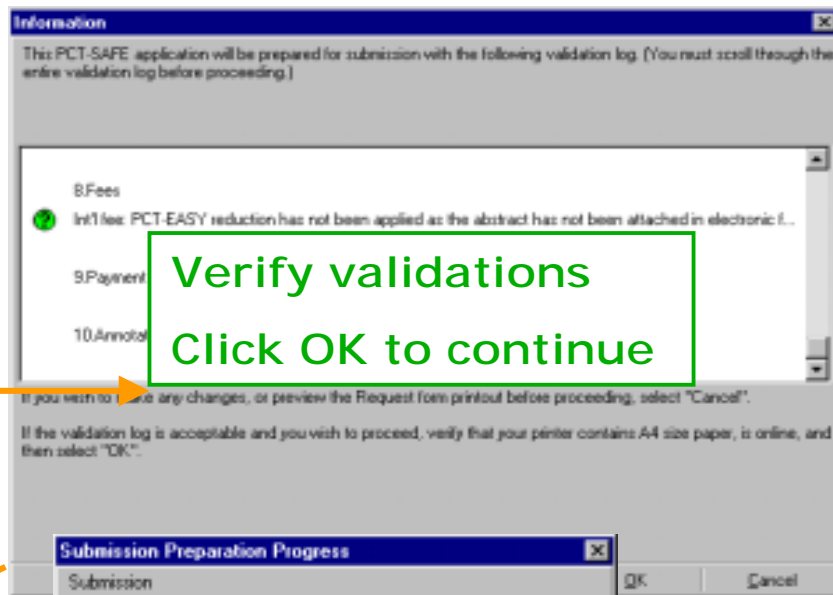 Information
This PCT-SAFE application will be prepared for submission with the following validation log. (You must scroll through the
entire validation log before proceeding.)
8.Fees
Int'l fee: PCT-EASY reduction has not been applied as the abstract has not been attached in electronic f...
9.Payment
Verify validations
10.Annotat
Click OK to continue
If you wish to make any changes, or preview the Request form printout before proceeding, select "Cancel".
If the validation log is acceptable and you wish to proceed, verify that your printer contains A4 size paper, is online, and
then select "OK".
Submission Preparation Progress
Submission
OK
Cancel